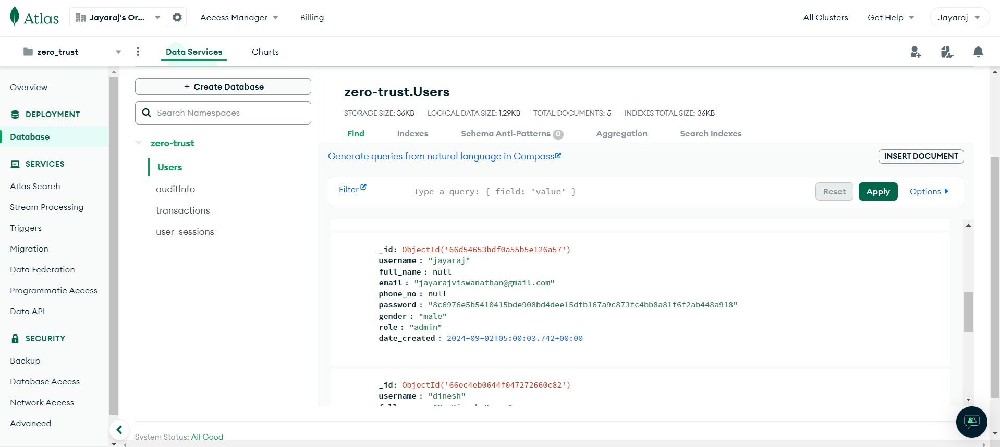 Atlas
Jayaraj's Or...
Access Manager
Billing
All Clusters
Get Help
Jayaraj
zero_trust
Data Services
Charts
Overview
DEPLOYMENT
Database
SERVICES
Atlas Search
Stream Processing
Triggers
Migration
Data Federation
Programmatic Access
Data API
SECURITY
Backup
Database Access
Network Access
Advanced
+ Create Database
Search Namespaces
zero-trust
Users
auditInfo
transactions
user_sessions
zero-trust.Users
STORAGE SIZE: 36KB LOGICAL DATA SIZE: 1.29KB TOTAL DOCUMENTS: 5 INDEXES TOTAL SIZE: 36KB
Find Indexes Schema Anti-Patterns 0 Aggregation Search Indexes
Generate queries from natural language in Compass
INSERT DOCUMENT
Filter
Type a query: { field: 'value' }
Reset
Apply
Options
_id: ObjectId('66d54653bdf0a55b5e126a57')
username : "jayaraj"
full_name : null
email : "jayarajviswanathan@gmail.com"
phone_no : null
password : "8c6976e5b5410415bde908bd4dee15dfb167a9c873fc4bb8a81f6f2ab448a918"
gender : "male"
role : "admin"
date_created : 2024-09-02T05:00:03.742+00:00
_id: ObjectId('66ec4eb0644f047272660c82')
username : "dinesh"
System Status: All Good